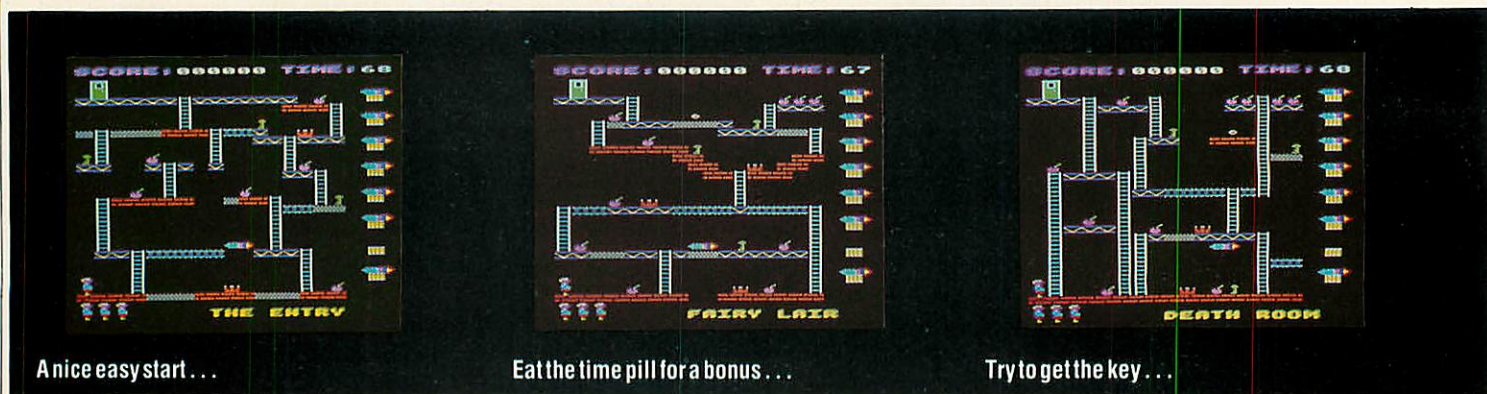 SCORE:000000 TIME:68
SCORE:000000 TIME:67
SCORE:000000 TIME:68
THE ENTRY
FAIRY LAIR
DEATH ROOM
A nice easy start...
Eat the time pill for a bonus...
Try to get the key...